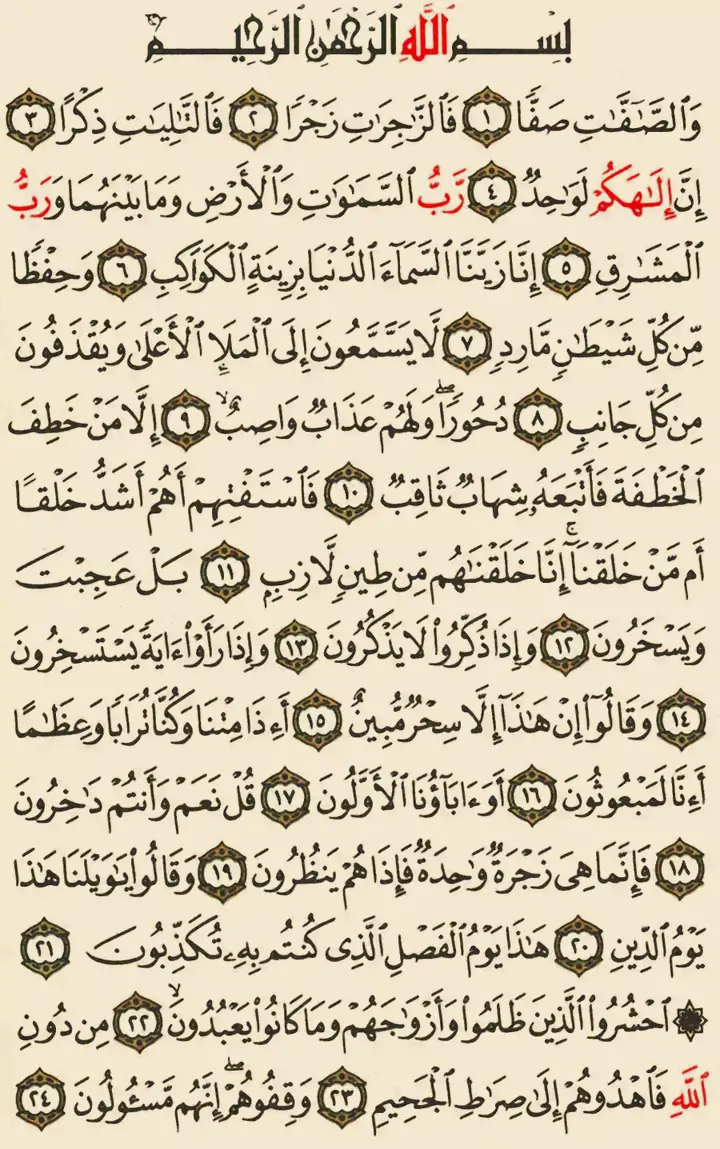 بِسْمِ ٱللَّهِ ٱلرَّحْمَٰنِ ٱلرَّحِيمِ
وَٱلصَّٰٓفَّٰتِ صَفًّا ١ فَٱلزَّٰجِرَٰتِ زَجْرًا ٢ فَٱلتَّٰلِيَٰتِ ذِكْرًا ٣
إِنَّ إِلَٰهَكُمْ لَوَٰحِدٌ ٤ رَّبُّ ٱلسَّمَٰوَٰتِ وَٱلْأَرْضِ وَمَا بَيْنَهُمَا وَرَبُّ
ٱلْمَشَٰرِقِ ٥ إِنَّا زَيَّنَّا ٱلسَّمَآءَ ٱلدُّنْيَا بِزِينَةٍ ٱلْكَوَاكِبِ ٦ وَحِفْظًا
مِّن كُلِّ شَيْطَٰنٍ مَّارِدٍ ٧ لَّا يَسَّمَّعُونَ إِلَى ٱلْمَلَإِ ٱلْأَعْلَىٰ وَيُقْذَفُونَ
مِن كُلِّ جَانِبٍ ٨ دُحُورًا ۖ وَلَهُمْ عَذَابٌ وَاصِبٌ ۙ ٩ إِلَّا مَنْ خَطِفَ
ٱلْخَطْفَةَ فَأَتْبَعَهُۥ شِهَابٌ ثَاقِبٌ ١٠ فَٱسْتَفْتِهِمْ أَهُمْ أَشَدُّ خَلْقًا
أَم مَّنْ خَلَقْنَآ ۚ إِنَّا خَلَقْنَٰهُم مِّن طِينٍ لَّازِبٍ ١١ بَلْ عَجِبْتَ
وَيَسْخَرُونَ ١٢ وَإِذَا ذُكِّرُوا۟ لَا يَذْكُرُونَ ١٣ وَإِذَا رَأَوْا۟ ءَايَةً يَسْتَسْخِرُونَ
١٤ وَقَالُوٓا۟ إِنْ هَٰذَآ إِلَّا سِحْرٌ مُّبِينٌ ١٥ أَءِذَا مِتْنَا وَكُنَّا تُرَابًا وَعِظَٰمًا
أَءِنَّا لَمَبْعُوثُونَ ١٦ أَوَءَابَآؤُنَا ٱلْأَوَّلُونَ ١٧ قُلْ نَعَمْ وَأَنتُمْ دَٰخِرُونَ
١٨ فَإِنَّمَا هِىَ زَجْرَةٌ وَٰحِدَةٌ فَإِذَا هُمْ يَنظُرُونَ ١٩ وَقَالُوا۟ يَٰوَيْلَنَا هَٰذَا
يَوْمُ ٱلدِّينِ ٢٠ هَٰذَا يَوْمُ ٱلْفَصْلِ ٱلَّذِى كُنتُم بِهِۦ تُكَذِّبُونَ ٢١
۞ ٱحْشُرُوا۟ ٱلَّذِينَ ظَلَمُوا۟ وَأَزْوَٰجَهُمْ وَمَا كَانُوا۟ يَعْبُدُونَ ۙ ٢٢ مِن دُونِ
ٱللَّهِ فَٱهْدُوهُمْ إِلَىٰ صِرَٰطِ ٱلْجَحِيمِ ٢٣ وَقِفُوهُمْ ۖ إِنَّهُم مَّسْـُٔولُونَ ٢٤